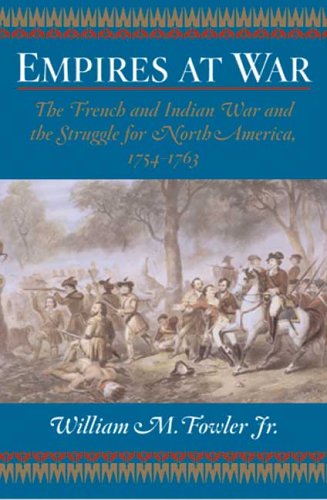 EMPIRES AT WAR
The French and Indian War and
the Struggle for North America,
1754–1763
William M. Fowler Jr.